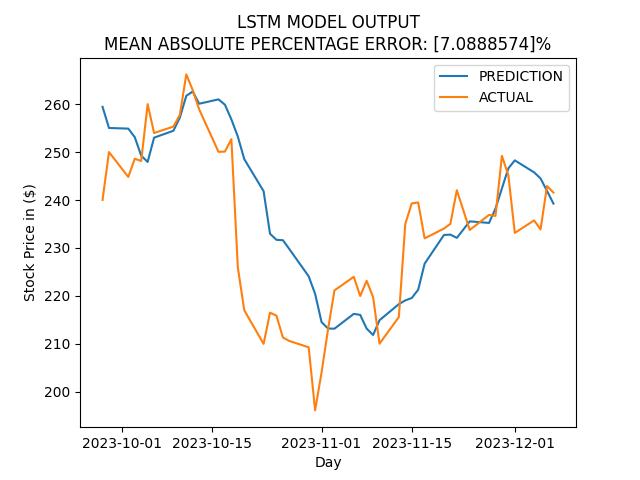 LSTM MODEL OUTPUT
MEAN ABSOLUTE PERCENTAGE ERROR: [7.0888574]%
PREDICTION
ACTUAL
260
250
240
230
220
210
200
Stock Price in ($)
2023-10-01 2023-10-15 2023-11-01 2023-11-15 2023-12-01
Day